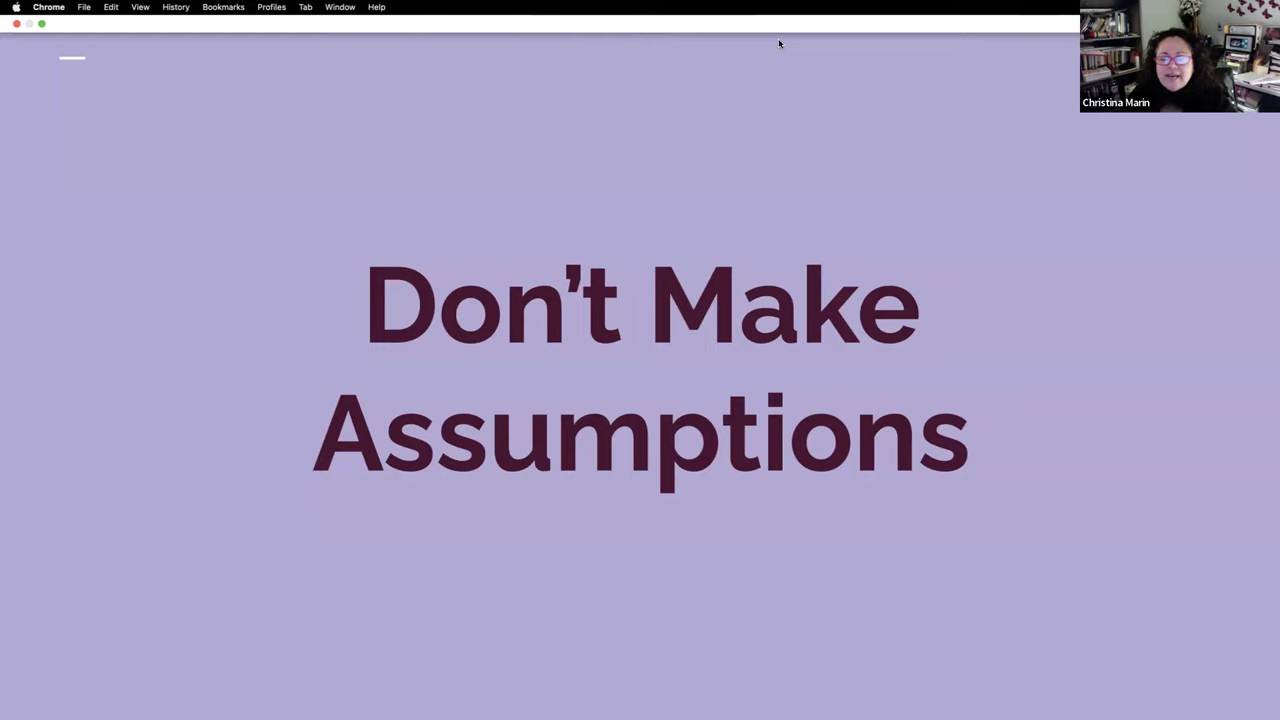 Chrome File Edit View History Bookmarks Profiles Tab Window Help
Christina Marin
Don't Make
Assumptions